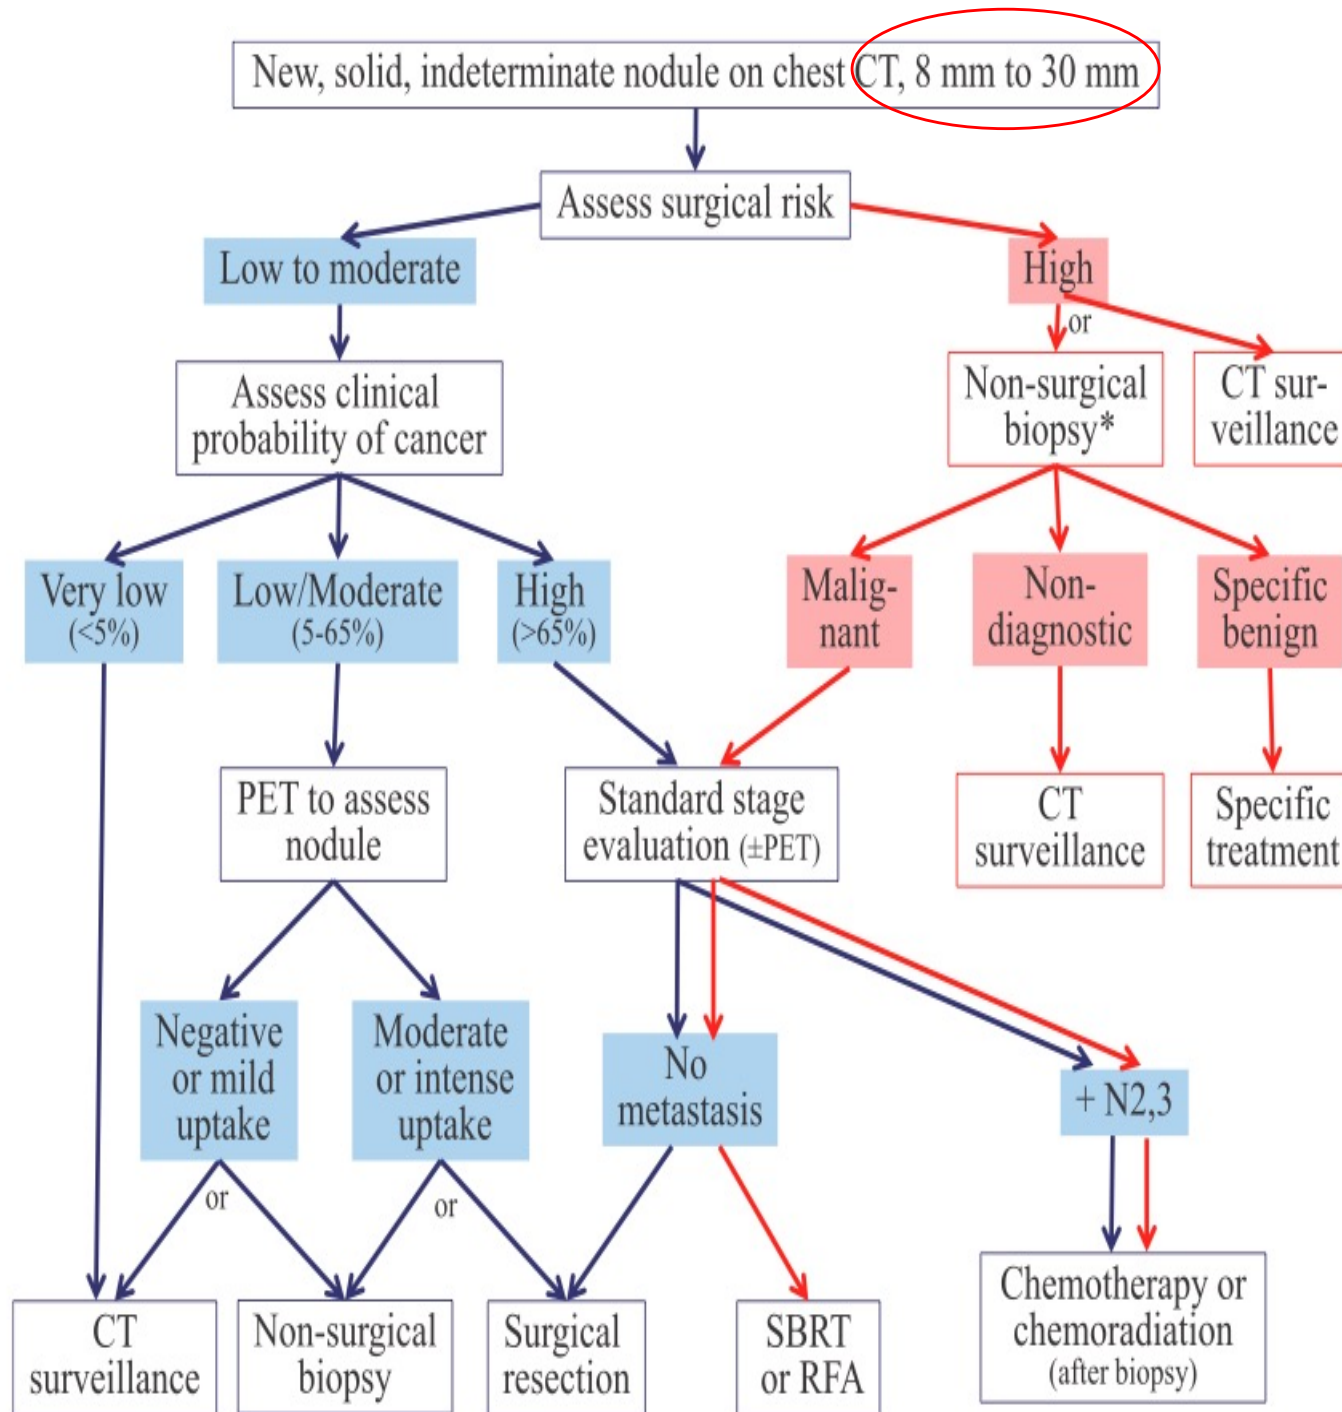 New, solid, indeterminate nodule on chest CT, 8 mm to 30 mm
Assess surgical risk
Low to moderate
High
or
Assess clinical
probability of cancer
Non-surgical
biopsy*
CT sur-
veillance
Very low
(<5%)
Low/Moderate
(5-65%)
High
(>65%)
Malig-
nant
Non-
diagnostic
Specific
benign
PET to assess
nodule
Standard stage
evaluation (±PET)
CT
surveillance
Specific
treatment
Negative
or mild
uptake
Moderate
or intense
uptake
No
metastasis
+ N2,3
or
or
CT
surveillance
Non-surgical
biopsy
Surgical
resection
SBRT
or RFA
Chemotherapy or
chemoradiation
(after biopsy)